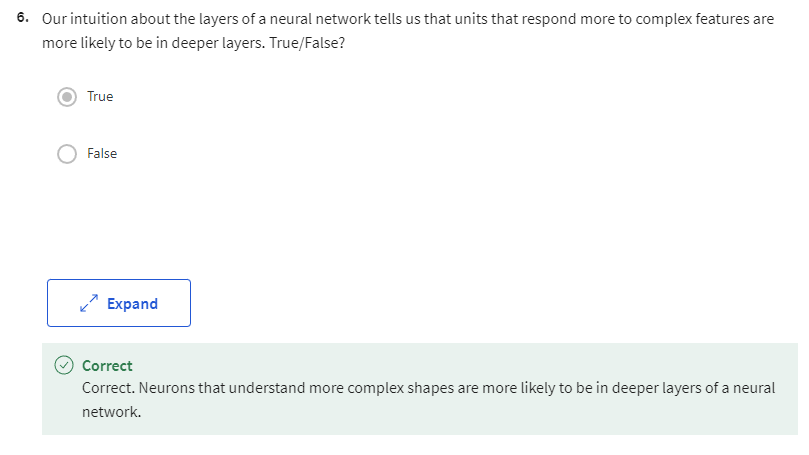 6. Our intuition about the layers of a neural network tells us that units that respond more to complex features are
more likely to be in deeper layers. True/False?
True
False
Expand
Correct
Correct. Neurons that understand more complex shapes are more likely to be in deeper layers of a neural
network.